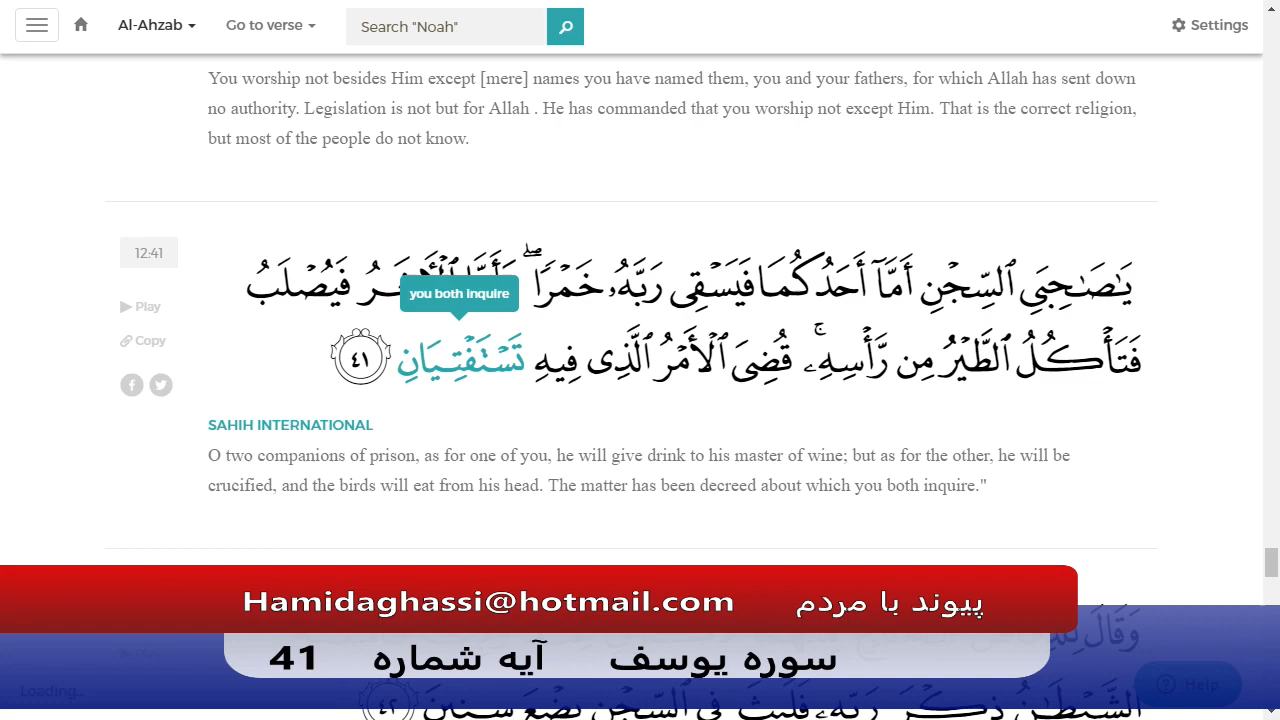 Al-Ahzab Go to verse Search "Noah" Settings
You worship not besides Him except [mere] names you have named them, you and your fathers, for which Allah has sent down
no authority. Legislation is not but for Allah . He has commanded that you worship not except Him. That is the correct religion,
but most of the people do not know.
12:41
Play
Copy
you both inquire
يَٰصَٰحِبَىِ ٱلسِّجْنِ أَمَّآ أَحَدُكُمَا فَيَسْقِى رَبَّهُۥ خَمْرًا ۖ وَأَمَّا ٱلْءَاخَرُ فَيُصْلَبُ
فَتَأْكُلُ ٱلطَّيْرُ مِن رَّأْسِهِۦ ۚ قُضِىَ ٱلْأَمْرُ ٱلَّذِى فِيهِ تَسْتَفْتِيَانِ ٤١
SAHIH INTERNATIONAL
O two companions of prison, as for one of you, he will give drink to his master of wine; but as for the other, he will be
crucified, and the birds will eat from his head. The matter has been decreed about which you both inquire."
پیوند با مردم Hamidaghassi@hotmail.com
سوره یوسف آیه شماره 41
وَقَالَ
ٱلشَّيْطَٰنُ ذِكْرَ رَبِّهِۦ فَلَبِثَ فِى ٱلسِّجْنِ بِضْعَ سِنِينَ ٤٢
Loading...
Help